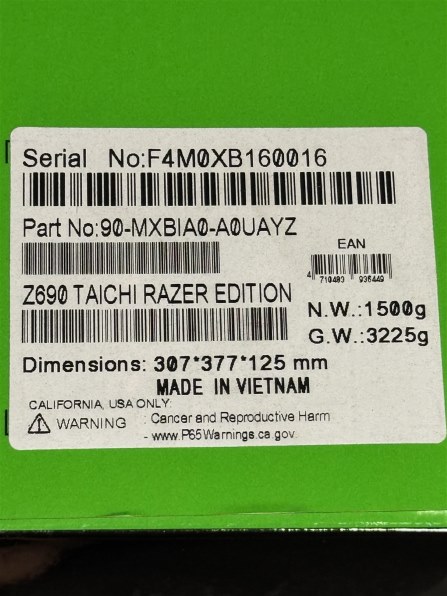 Serial No:F4M0XB160016
Part No:90-MXBIA0-A0UAYZ
EAN
4 719483 935449
Z690 TAICHI RAZER EDITION
N.W.:1500g
G.W.:3225g
Dimensions: 307*377*125 mm
MADE IN VIETNAM
CALIFORNIA, USA ONLY:
WARNING : Cancer and Reproductive Harm
- www.P65Warnings.ca.gov